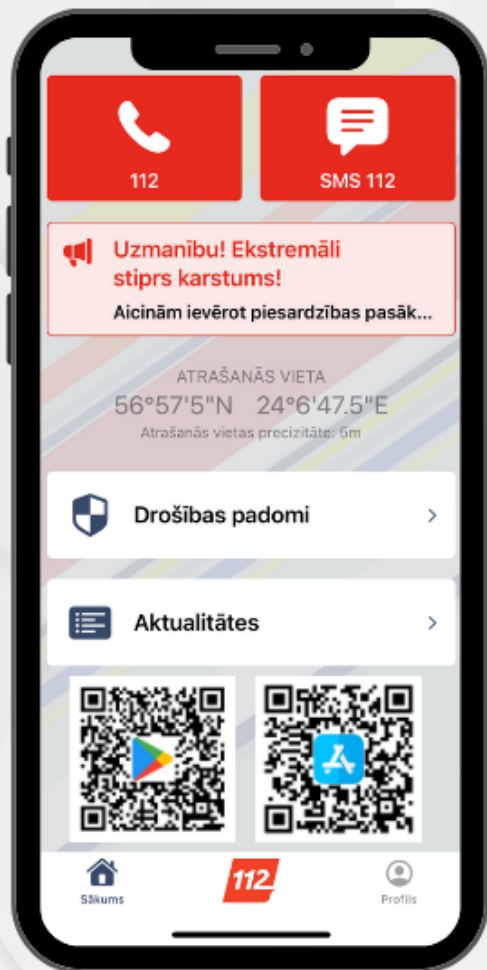 112
SMS 112
Uzmanību! Ekstremāli
stiprs karstums!
Aicinām ievērot piesardzības pasāk...
ATRAŠANĀS VIETA
56°57'5"N 24°6'47.5"E
Atrašanās vietas precizitāte: 5m
Drošības padomi
Aktualitātes
112
Sākums
Profils